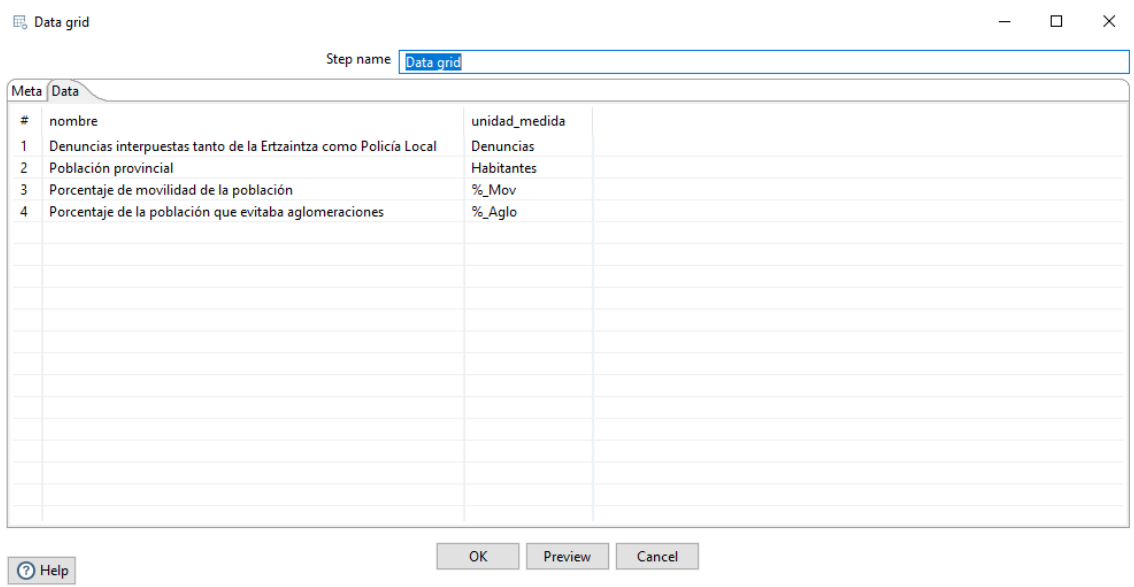 Data grid
Step name Data grid
Meta Data
# nombre unidad_medida
1 Denuncias interpuestas tanto de la Ertzaintza como Policía Local Denuncias
2 Población provincial Habitantes
3 Porcentaje de movilidad de la población %_Mov
4 Porcentaje de la población que evitaba aglomeraciones %_Aglo
OK Preview Cancel
Help